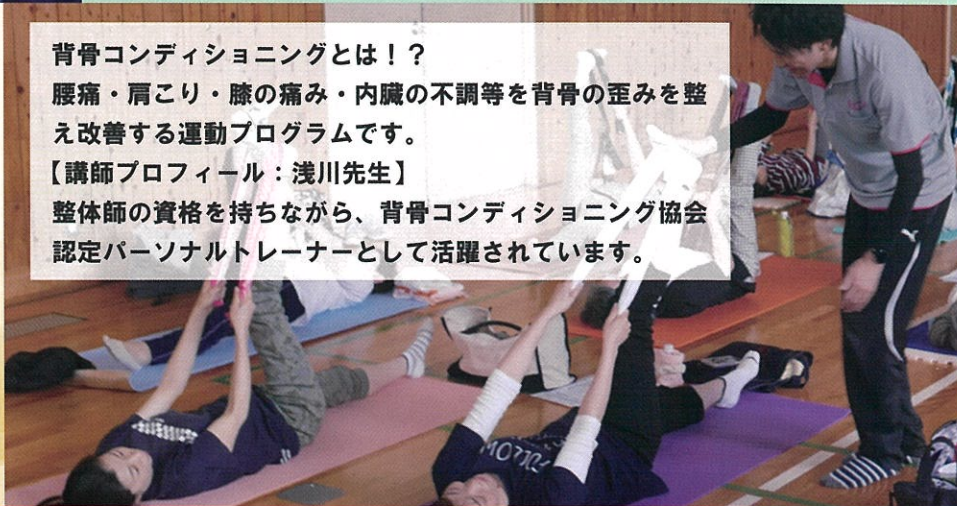 背骨コンディショニングとは！？
腰痛・肩こり・膝の痛み・内臓の不調等を背骨の歪みを整
え改善する運動プログラムです。
【講師プロフィール：浅川先生】
整体師の資格を持ちながら、背骨コンディショニング協会
認定パーソナルトレーナーとして活躍されています。
FOLLOW